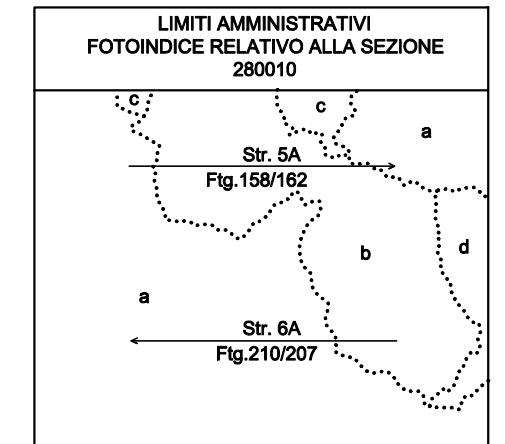 LIMITI AMMINISTRATIVI
FOTOINDICE RELATIVO ALLA SEZIONE
280010
c
c
a
Str. 5A
Ftg.158/162
b
d
a
Str. 6A
Ftg.210/207